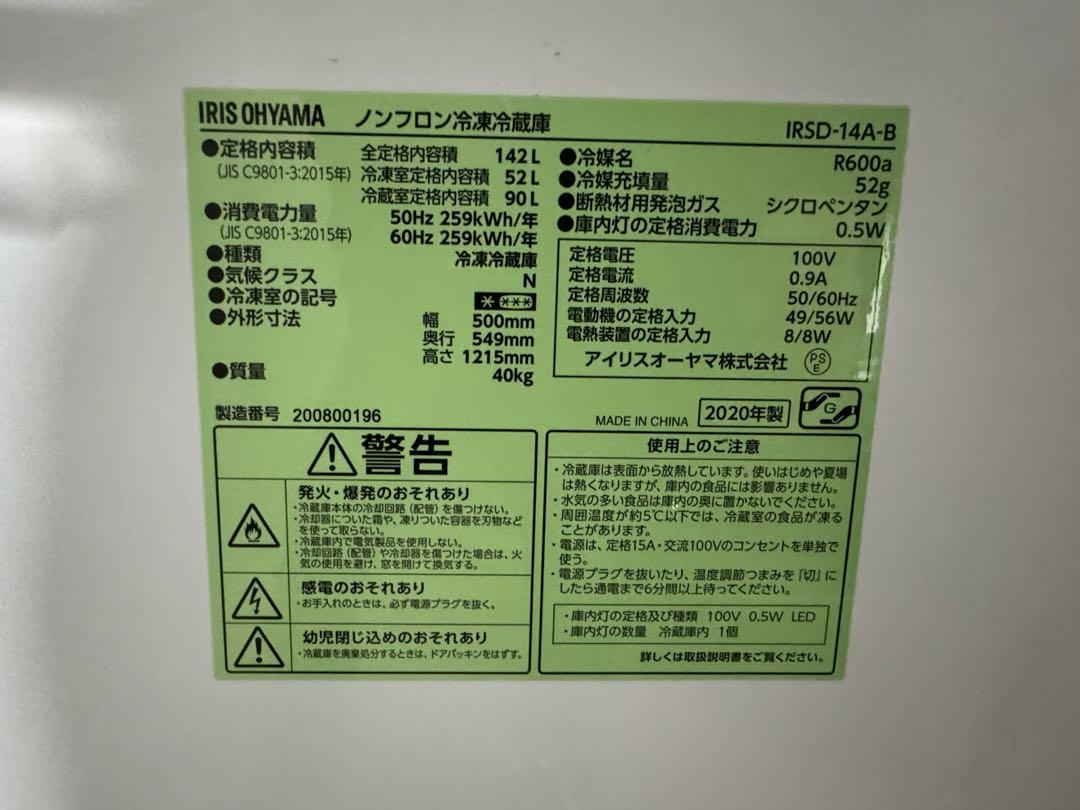 IRIS OHYAMA ノンフロン冷凍冷蔵庫 IRSD-14A-B
●定格内容積 全定格内容積 142L
(JIS C9801-3:2015年) 冷凍室定格内容積 52L
冷蔵室定格内容積 90L
●消費電力量 50Hz 259kWh/年
(JIS C9801-3:2015年) 60Hz 259kWh/年
●種類 冷凍冷蔵庫
●気候クラス N
●冷凍室の記号
●外形寸法 幅 500mm
奥行 549mm
高さ 1215mm
●質量 40kg
製造番号 200800196
●冷媒名 R600a
●冷媒充填量 52g
●断熱材用発泡ガス シクロペンタン
●庫内灯の定格消費電力 0.5W
定格電圧 100V
定格電流 0.9A
定格周波数 50/60Hz
電動機の定格入力 49/56W
電熱装置の定格入力 8/8W
アイリスオーヤマ株式会社 PSE
MADE IN CHINA 2020年製 G
警告
発火・爆発のおそれあり
・冷蔵庫本体の冷却回路(配管)を傷つけない。
・冷却器についた霜や、凍りついた容器を刃物など
を使って取らない。
・冷蔵庫内で電気製品を使用しない。
・冷却回路(配管)や冷却器を傷つけた場合は、火
気の使用を避け、窓を開けて換気する。
感電のおそれあり
・お手入れのときは、必ず電源プラグを抜く。
幼児閉じ込めのおそれあり
・冷蔵庫を廃棄処分するときは、ドアパッキンをはずす。
使用上のご注意
・冷蔵庫は表面から放熱しています。使いはじめや夏場
は熱くなりますが、庫内の食品には影響ありません。
・水気の多い食品は庫内の奥に置かないでください。
・周囲温度が約5℃以下では、冷蔵室の食品が凍る
ことがあります。
・電源は、定格15A・交流100Vのコンセントを単独で
使う。
・電源プラグを抜いたり、温度調節つまみを『切』に
したら通電まで6分間以上待ってください。
・庫内灯の定格及び種類 100V 0.5W LED
・庫内灯の数量 冷蔵庫内 1個
詳しくは取扱説明書をご覧ください。